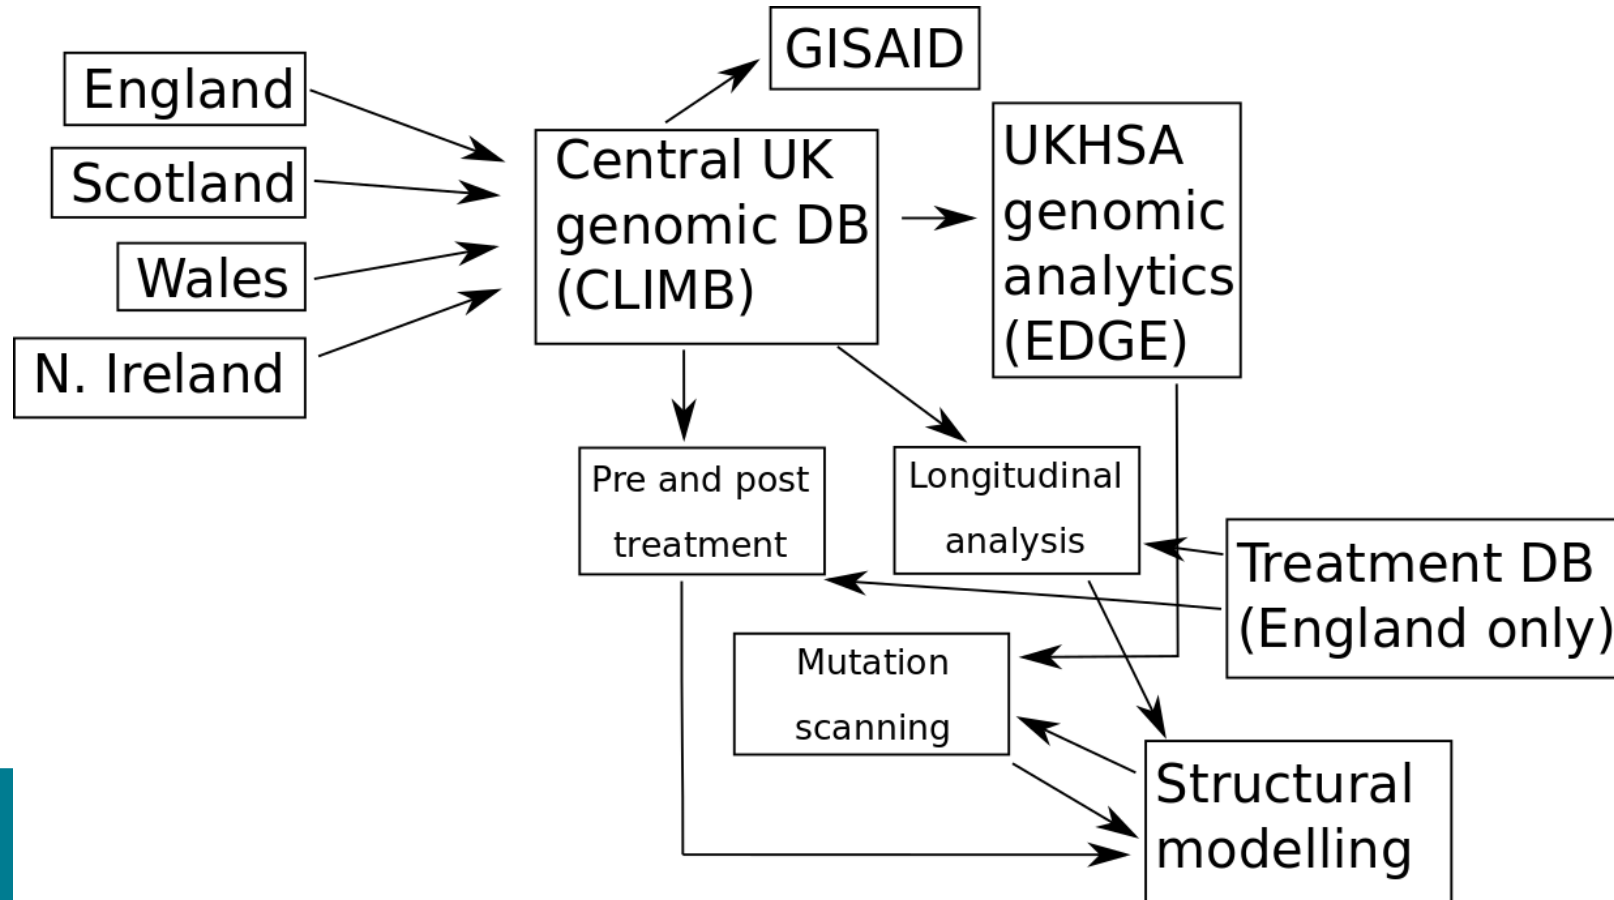 GISAID
England
Scotland
Wales
N. Ireland
Central UK
genomic DB
(CLIMB)
UKHSA
genomic
analytics
(EDGE)
Pre and post
treatment
Longitudinal
analysis
Treatment DB
(England only)
Mutation
scanning
Structural
modelling